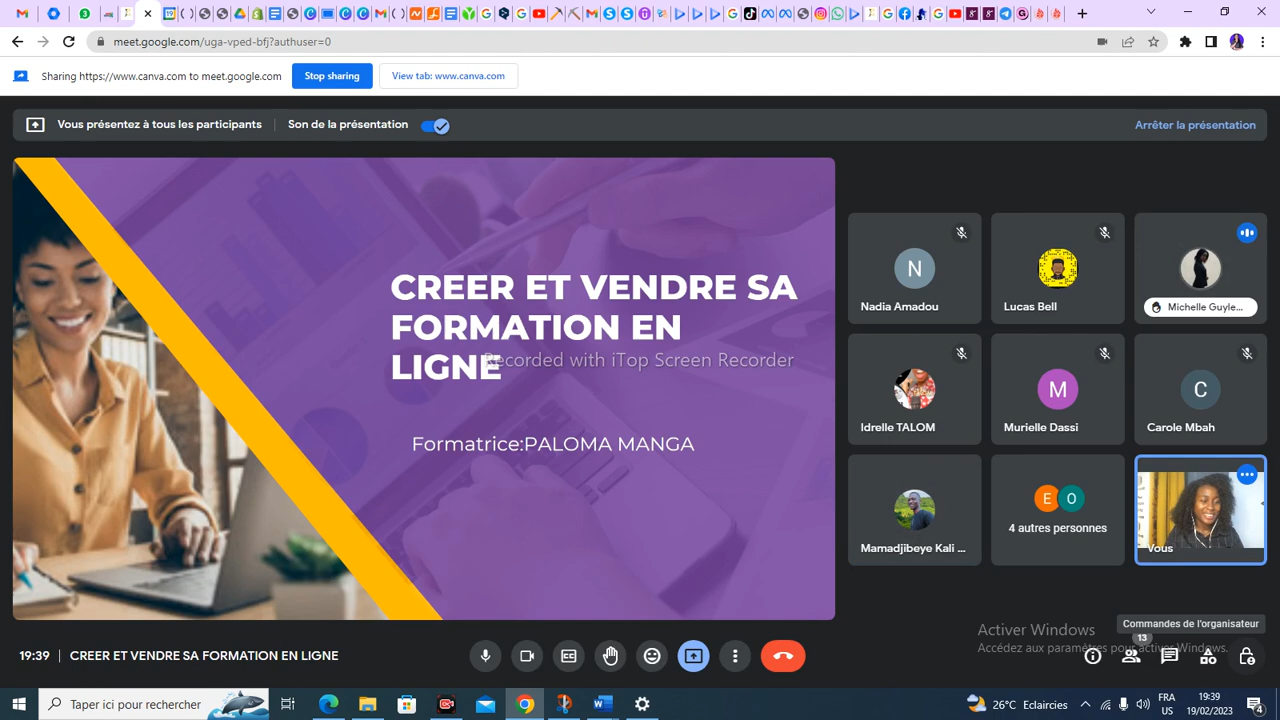 meet.google.com/uga-vped-bfj?authuser=0
Sharing https://www.canva.com to meet.google.com
Stop sharing
View tab: www.canva.com
Vous présentez à tous les participants
Son de la présentation
Arrêter la présentation
CREER ET VENDRE SA
FORMATION EN
LIGNE
Recorded with iTop Screen Recorder
Formatrice:PALOMA MANGA
N
Nadia Amadou
Lucas Bell
Michelle Guyle...
Idrelle TALOM
M
Murielle Dassi
C
Carole Mbah
Mamadjibeye Kali ...
E O
4 autres personnes
Vous
Commandes de l'organisateur
Activer Windows
Accédez aux paramètres pour activer Windows.
13
19:39 | CREER ET VENDRE SA FORMATION EN LIGNE
Taper ici pour rechercher
26°C Eclaircies
FRA
US
19:39
19/02/2023
4